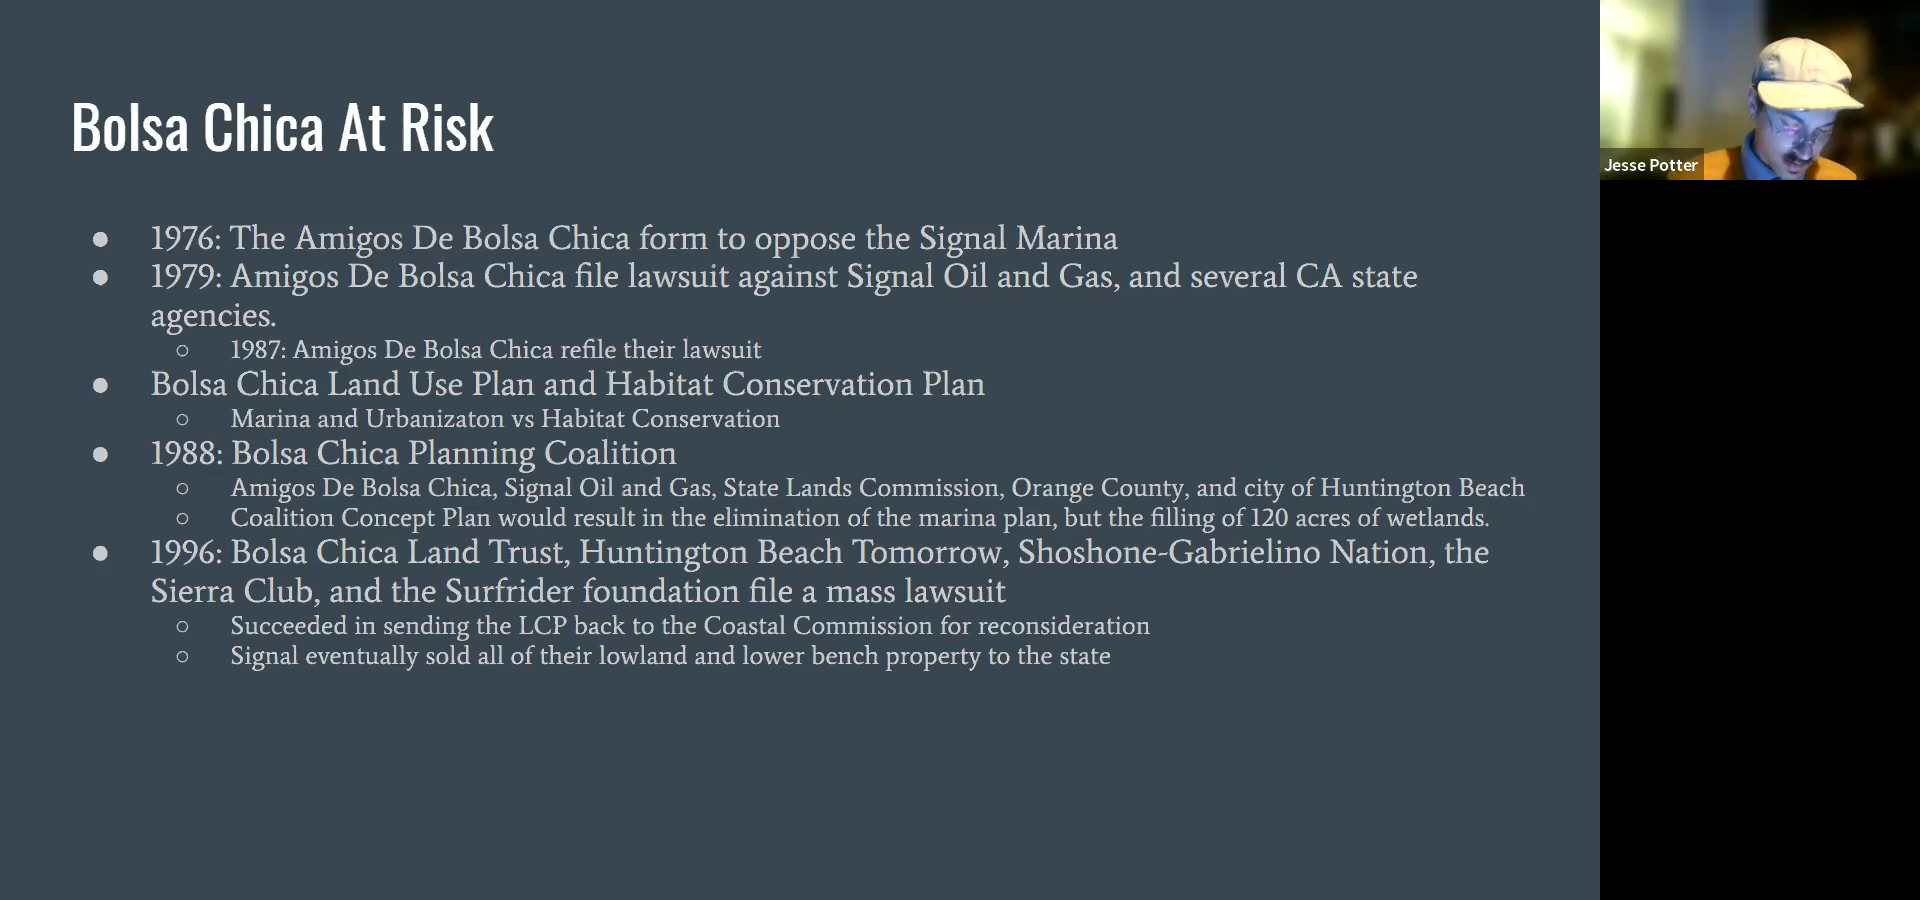 Bolsa Chica At Risk
● 1976: The Amigos De Bolsa Chica form to oppose the Signal Marina
● 1979: Amigos De Bolsa Chica file lawsuit against Signal Oil and Gas, and several CA state
agencies.
○ 1987: Amigos De Bolsa Chica refile their lawsuit
● Bolsa Chica Land Use Plan and Habitat Conservation Plan
○ Marina and Urbanizaton vs Habitat Conservation
● 1988: Bolsa Chica Planning Coalition
○ Amigos De Bolsa Chica, Signal Oil and Gas, State Lands Commission, Orange County, and city of Huntington Beach
○ Coalition Concept Plan would result in the elimination of the marina plan, but the filling of 120 acres of wetlands.
● 1996: Bolsa Chica Land Trust, Huntington Beach Tomorrow, Shoshone-Gabrielino Nation, the
Sierra Club, and the Surfrider foundation file a mass lawsuit
○ Succeeded in sending the LCP back to the Coastal Commission for reconsideration
○ Signal eventually sold all of their lowland and lower bench property to the state
Jesse Potter